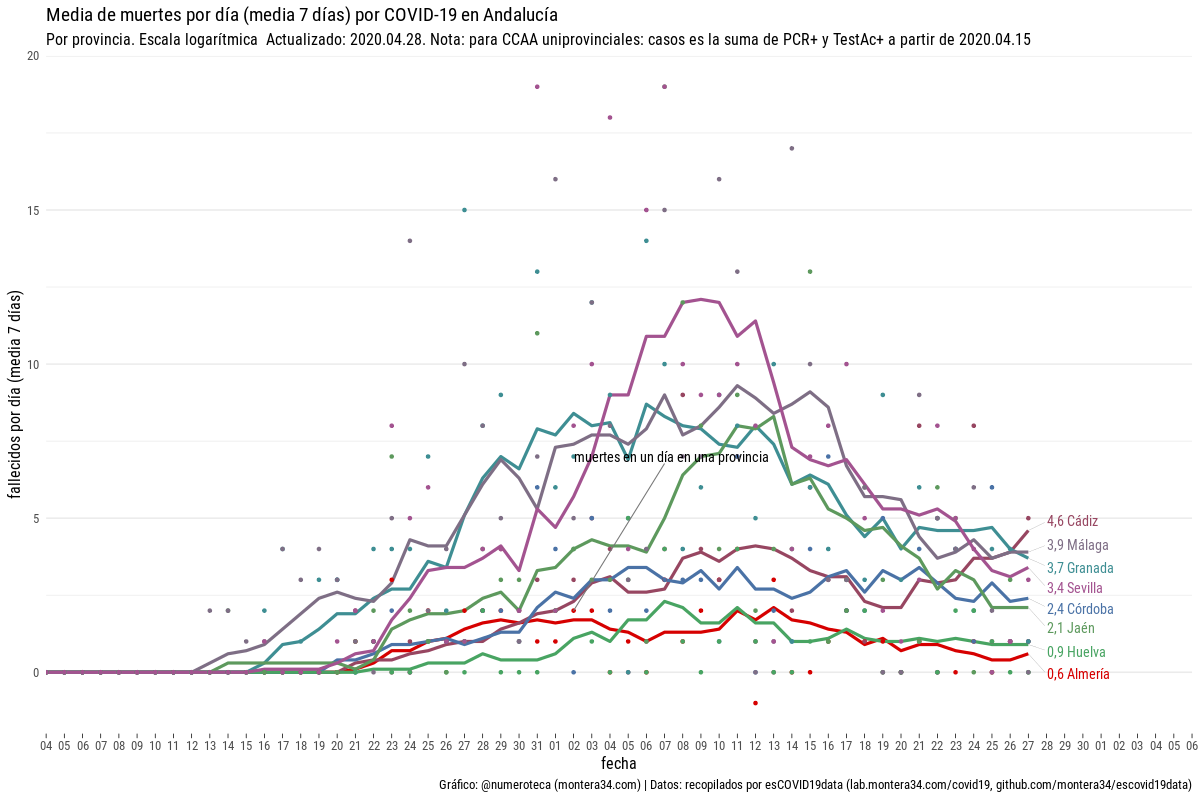 Media de muertes por día (media 7 días) por COVID-19 en Andalucía
Por provincia. Escala logarítmica  Actualizado: 2020.04.28. Nota: para CCAA uniprovinciales: casos es la suma de PCR+ y TestAc+ a partir de 2020.04.15
fallecidos por día (media 7 días)
20
15
10
5
0
muertes en un día en una provincia
4,6 Cádiz
3,9 Málaga
3,7 Granada
3,4 Sevilla
2,4 Córdoba
2,1 Jaén
0,9 Huelva
0,6 Almería
04 05 06 07 08 09 10 11 12 13 14 15 16 17 18 19 20 21 22 23 24 25 26 27 28 29 30 31 01 02 03 04 05 06 07 08 09 10 11 12 13 14 15 16 17 18 19 20 21 22 23 24 25 26 27 28 29 30 01 02 03 04 05 06
fecha
Gráfico: @numeroteca (montera34.com) | Datos: recopilados por esCOVID19data (lab.montera34.com/covid19, github.com/montera34/escovid19data)